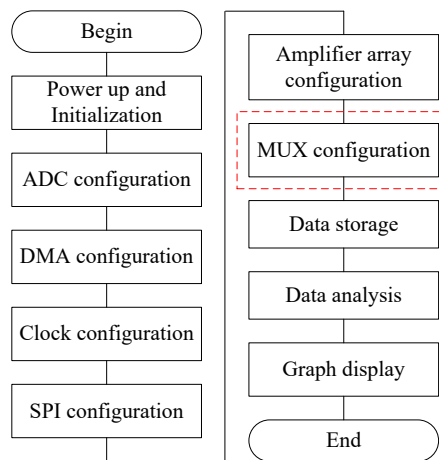 Begin
Power up and
Initialization
ADC configuration
DMA configuration
Clock configuration
SPI configuration
Amplifier array
configuration
MUX configuration
Data storage
Data analysis
Graph display
End